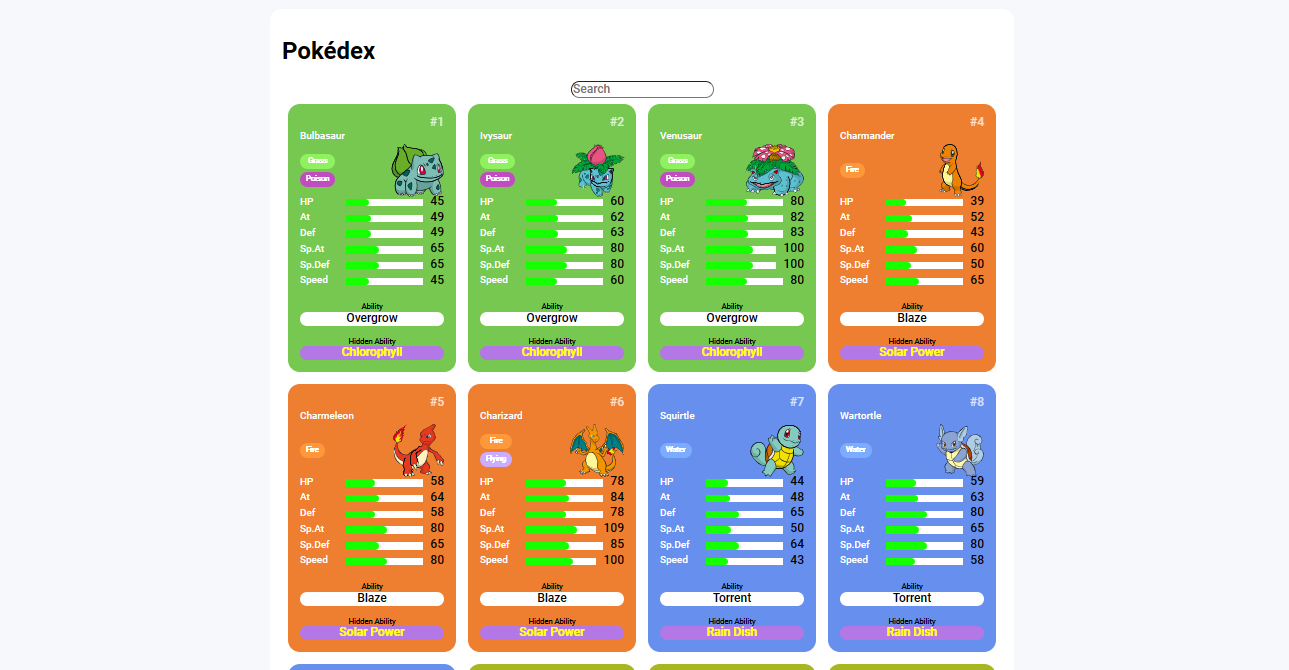 Pokédex
Search
#1
Bulbasaur
Grass
Poison
HP 45
At 49
Def 49
Sp.At 65
Sp.Def 65
Speed 45
Ability
Overgrow
Hidden Ability
Chlorophyll
#2
Ivysaur
Grass
Poison
HP 60
At 62
Def 63
Sp.At 80
Sp.Def 80
Speed 60
Ability
Overgrow
Hidden Ability
Chlorophyll
#3
Venusaur
Grass
Poison
HP 80
At 82
Def 83
Sp.At 100
Sp.Def 100
Speed 80
Ability
Overgrow
Hidden Ability
Chlorophyll
#4
Charmander
Fire
HP 39
At 52
Def 43
Sp.At 60
Sp.Def 50
Speed 65
Ability
Blaze
Hidden Ability
Solar Power
#5
Charmeleon
Fire
HP 58
At 64
Def 58
Sp.At 80
Sp.Def 65
Speed 80
Ability
Blaze
Hidden Ability
Solar Power
#6
Charizard
Fire
Flying
HP 78
At 84
Def 78
Sp.At 109
Sp.Def 85
Speed 100
Ability
Blaze
Hidden Ability
Solar Power
#7
Squirtle
Water
HP 44
At 48
Def 65
Sp.At 50
Sp.Def 64
Speed 43
Ability
Torrent
Hidden Ability
Rain Dish
#8
Wartortle
Water
HP 59
At 63
Def 80
Sp.At 65
Sp.Def 80
Speed 58
Ability
Torrent
Hidden Ability
Rain Dish